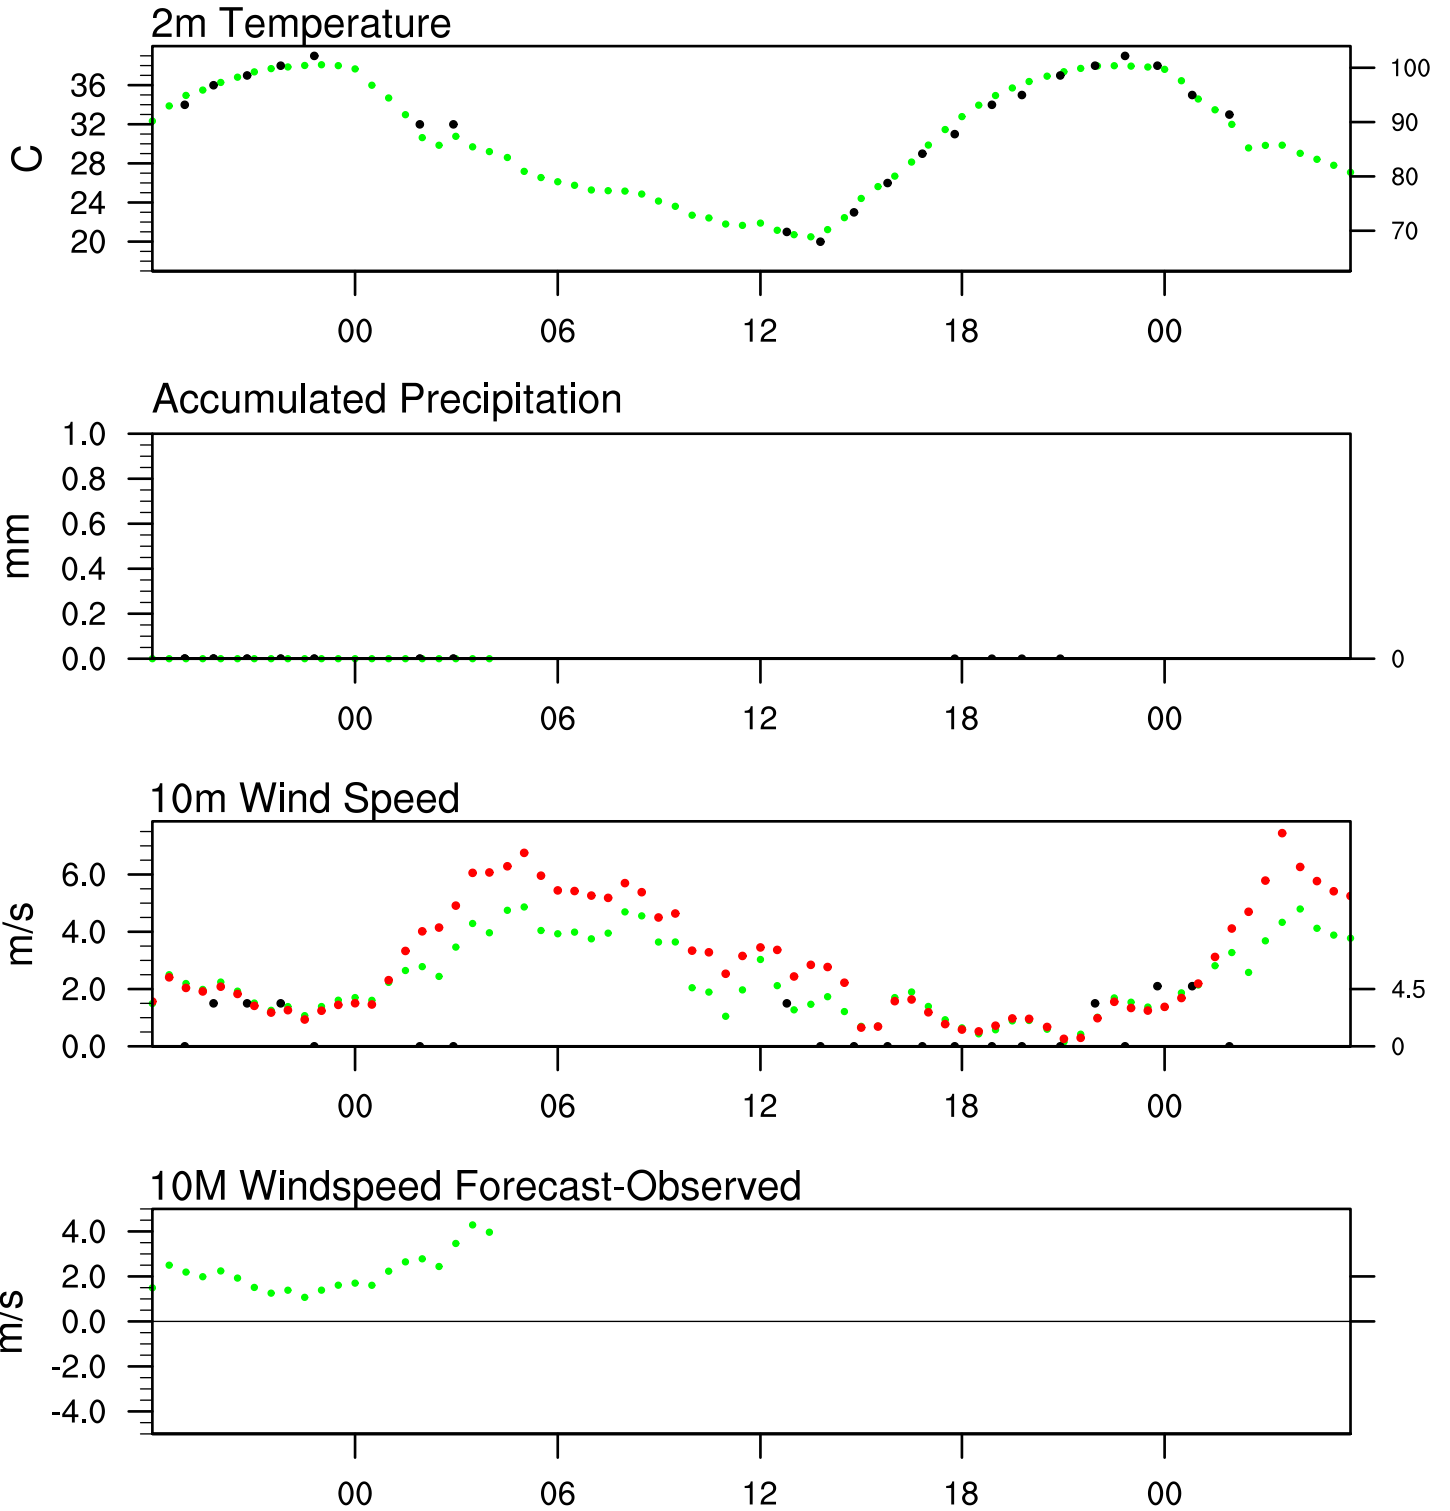 2m Temperature
C
36
32
28
24
20
100
90
80
70
00 06 12 18 00
Accumulated Precipitation
mm
1.0
0.8
0.6
0.4
0.2
0.0
0
00 06 12 18 00
10m Wind Speed
m/s
6.0
4.0
2.0
0.0
4.5
0
00 06 12 18 00
10M Windspeed Forecast-Observed
m/s
4.0
2.0
0.0
-2.0
-4.0
00 06 12 18 00